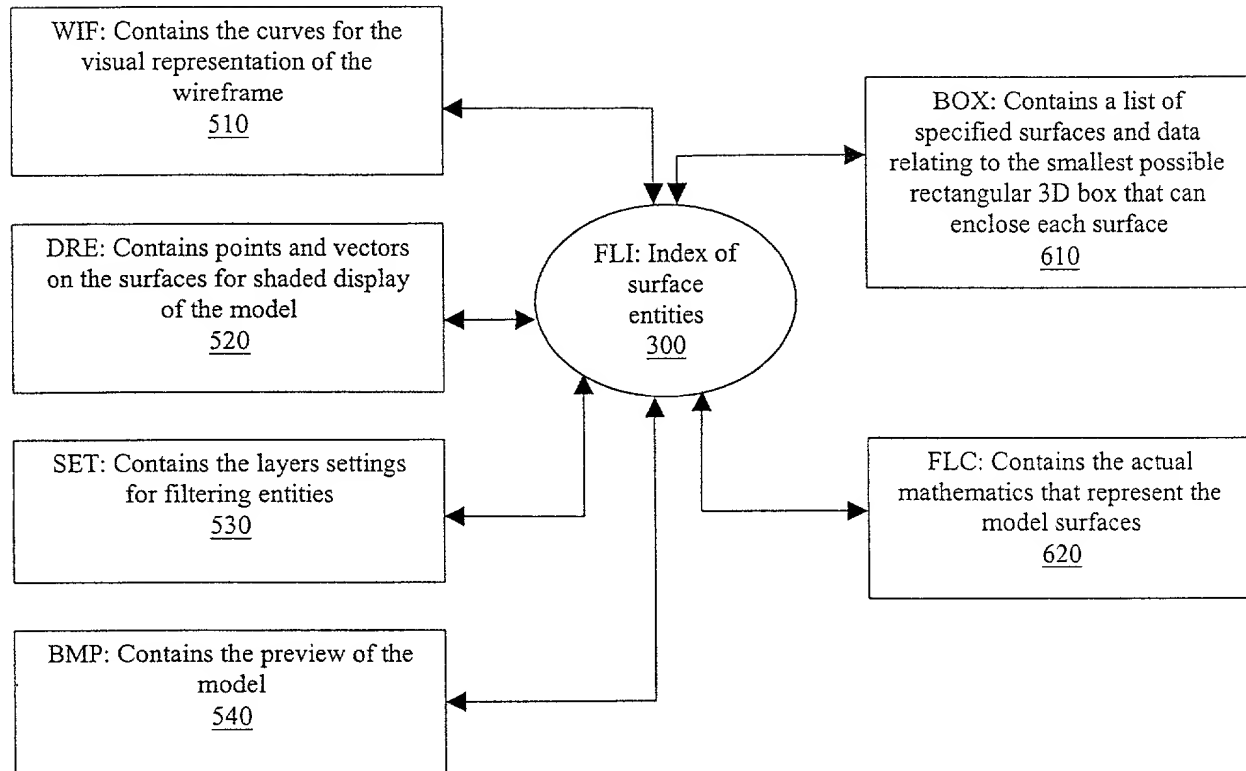 WIF: Contains the curves for the
visual representation of the
wireframe
510
DRE: Contains points and vectors
on the surfaces for shaded display
of the model
520
SET: Contains the layers settings
for filtering entities
530
BMP: Contains the preview of the
model
540
FLI: Index of
surface
entities
300
BOX: Contains a list of
specified surfaces and data
relating to the smallest possible
rectangular 3D box that can
enclose each surface
610
FLC: Contains the actual
mathematics that represent the
model surfaces
620